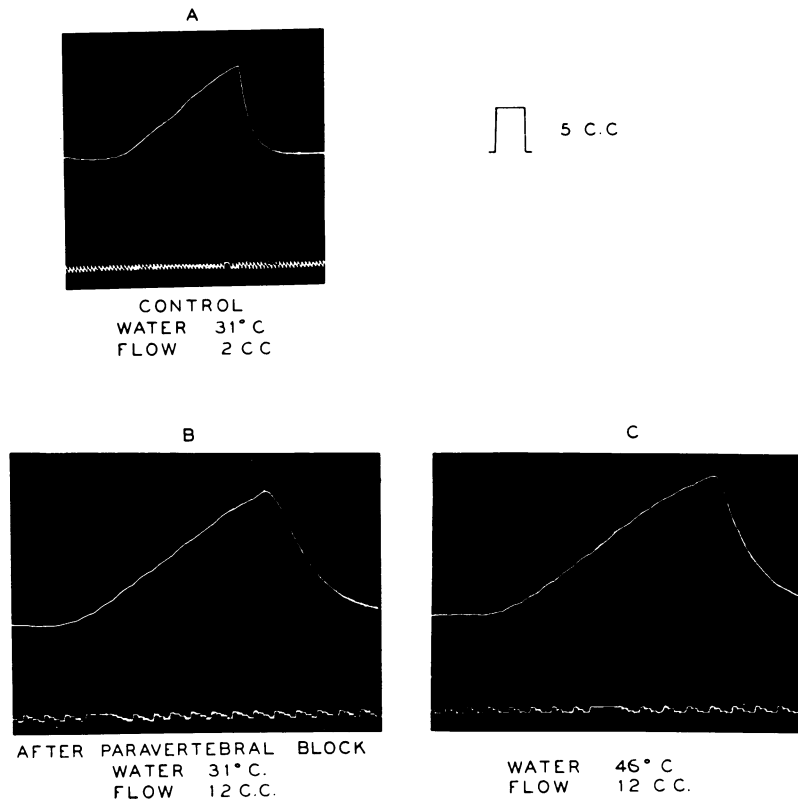 A
5 C.C
CONTROL
WATER 31°C
FLOW 2 CC
B
C
AFTER PARAVERTEBRAL BLOCK
WATER 31°C.
FLOW 12 C.C.
WATER 46°C
FLOW 12 C.C.